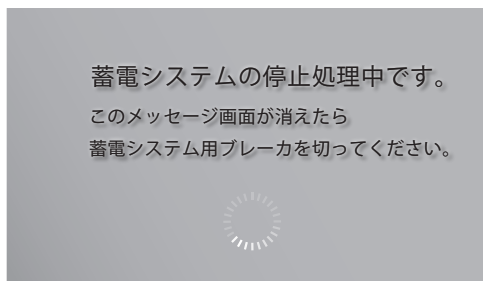 蓄電システムの停止処理中です。
このメッセージ画面が消えたら
蓄電システム用ブレーカを切ってください。